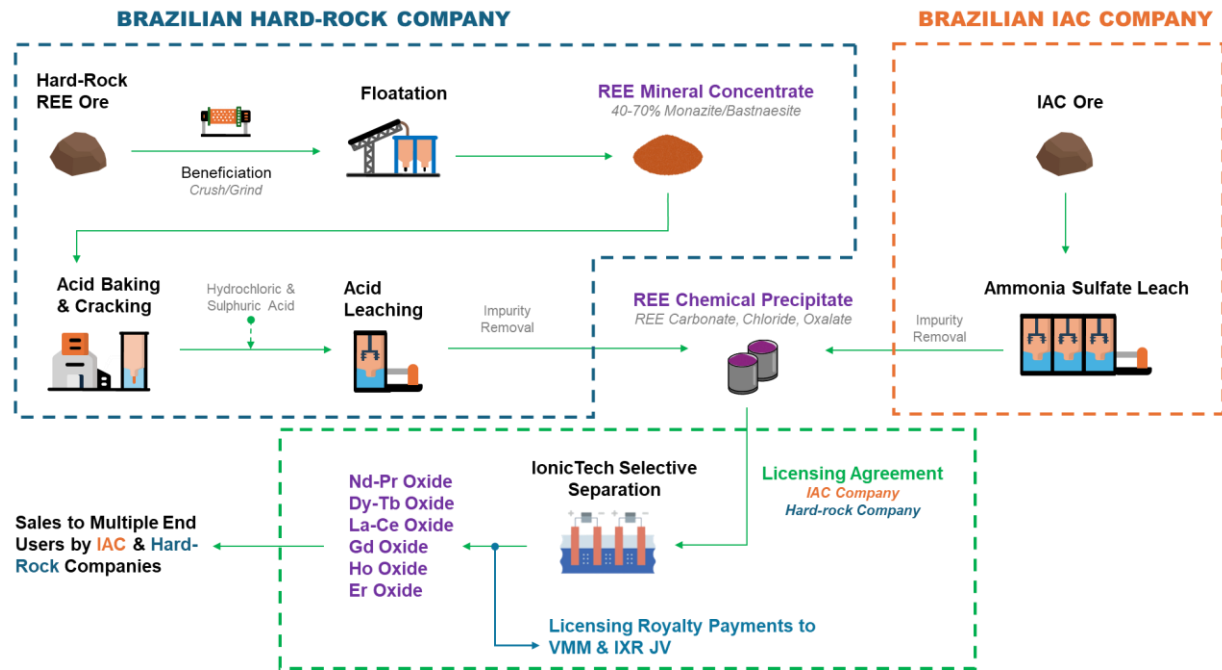 BRAZILIAN HARD-ROCK COMPANY
BRAZILIAN IAC COMPANY
Hard-Rock
REE Ore
Beneficiation
Crush/Grind
Floatation
REE Mineral Concentrate
40-70% Monazite/Bastnaesite
IAC Ore
Acid Baking
& Cracking
Hydrochloric &
Sulphuric Acid
Acid
Leaching
Impurity
Removal
REE Chemical Precipitate
REE Carbonate, Chloride, Oxalate
Impurity
Removal
Ammonia Sulfate Leach
Sales to Multiple End
Users by IAC & Hard-
Rock Companies
Nd-Pr Oxide
Dy-Tb Oxide
La-Ce Oxide
Gd Oxide
Ho Oxide
Er Oxide
IonicTech Selective
Separation
Licensing Agreement
IAC Company
Hard-rock Company
Licensing Royalty Payments to
VMM & IXR JV